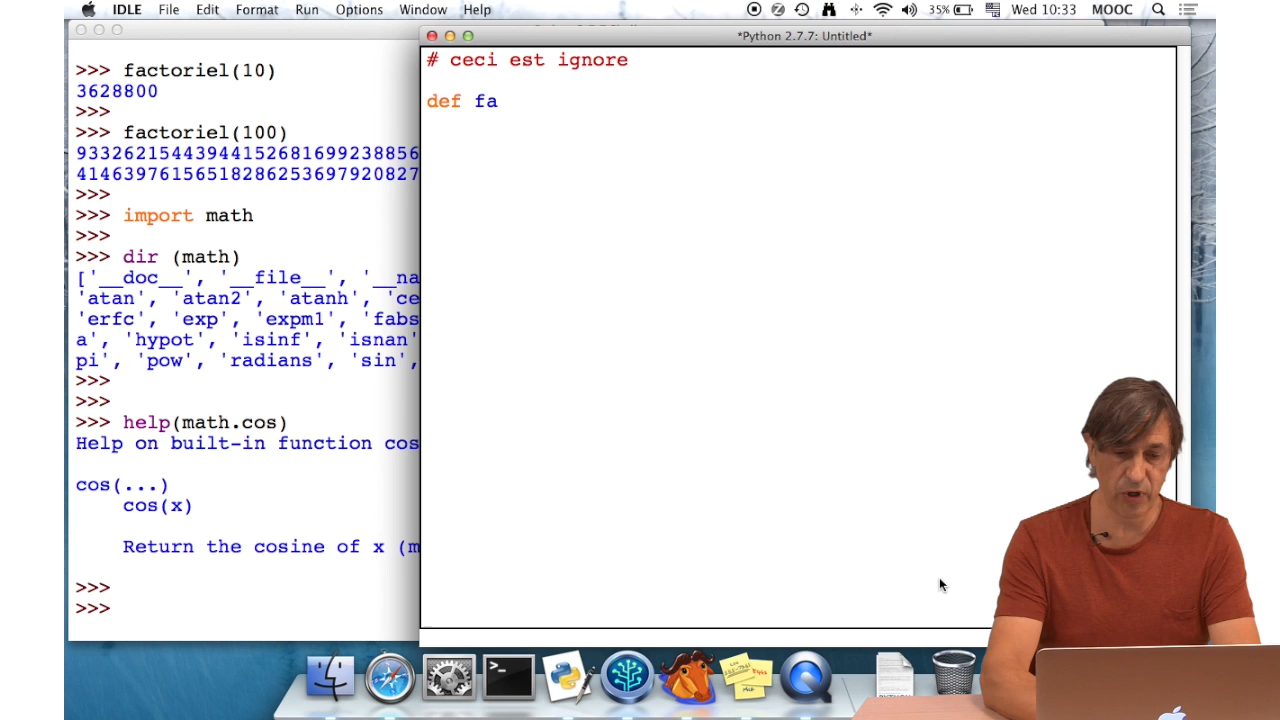 IDLE File Edit Format Run Options Window Help 35% Wed 10:33 MOOC
*Python 2.7.7: Untitled*
>>> factoriel(10)
3628800
>>>
>>> factoriel(100)
93326215443944152681699238856
41463976156518286253697920827
>>>
>>> import math
>>>
>>> dir (math)
['__doc__', '__file__', '__na
'atan', 'atan2', 'atanh', 'ce
'erfc', 'exp', 'expm1', 'fabs
a', 'hypot', 'isinf', 'isnan'
pi', 'pow', 'radians', 'sin',
>>>
>>>
>>> help(math.cos)
Help on built-in function cos
cos(...)
cos(x)
Return the cosine of x (m
>>>
>>>
# ceci est ignore
def fa